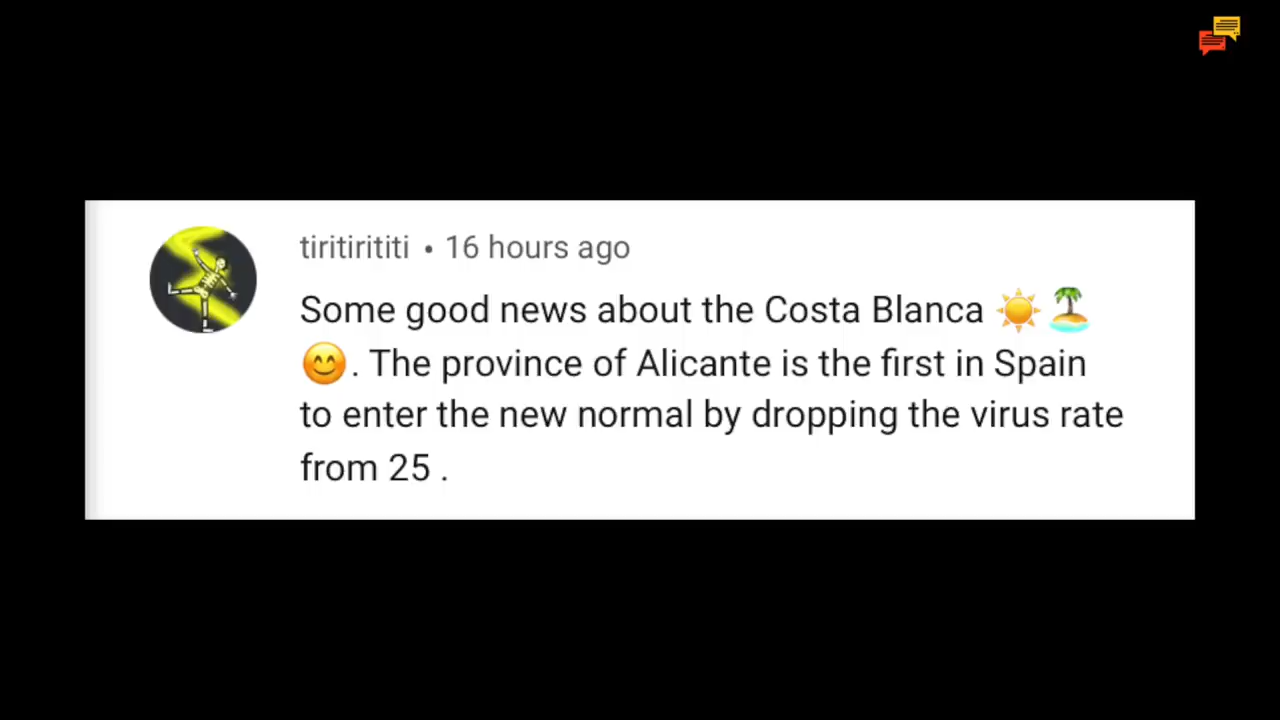 tiritirititi • 16 hours ago
Some good news about the Costa Blanca ☀️🏝️
😊. The province of Alicante is the first in Spain
to enter the new normal by dropping the virus rate
from 25 .